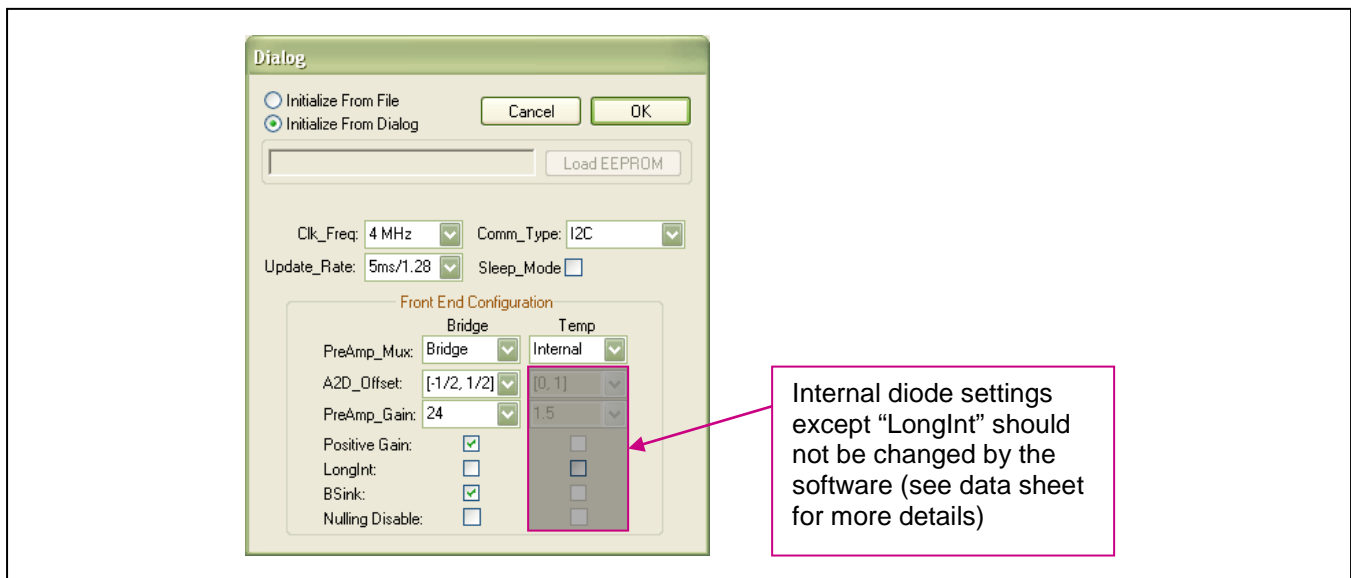 Dialog
Initialize From File
Initialize From Dialog
Cancel
OK
Load EEPROM
Clk_Freq: 4 MHz Comm_Type: I2C
Update_Rate: 5ms/1.28 Sleep_Mode
Front End Configuration
Bridge Temp
PreAmp_Mux: Bridge Internal
A2D_Offset: [-1/2, 1/2] [0, 1]
PreAmp_Gain: 24 1.5
Positive Gain:
LongInt:
BSink:
Nulling Disable:
Internal diode settings
except “LongInt” should
not be changed by the
software (see data sheet
for more details)